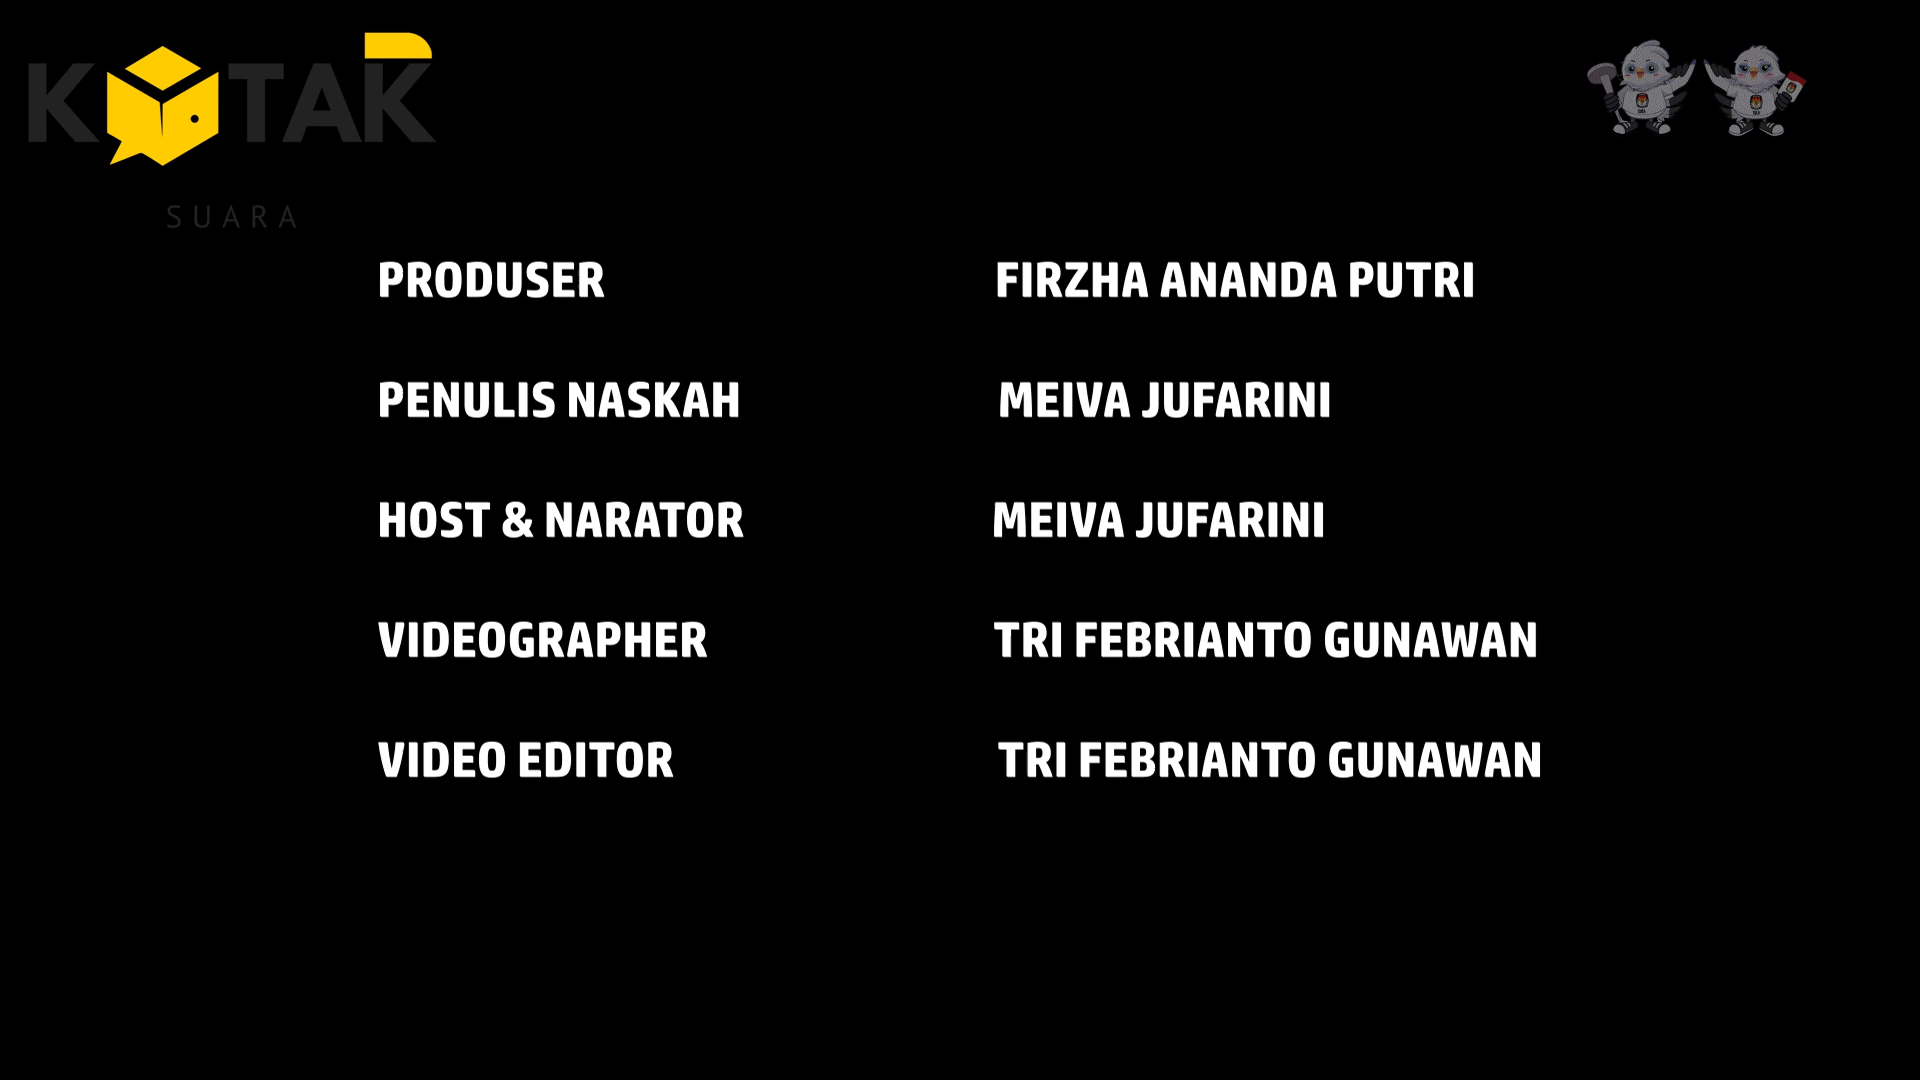 KOTAK
SUARA
PRODUSER FIRZHA ANANDA PUTRI
PENULIS NASKAH MEIVA JUFARINI
HOST & NARATOR MEIVA JUFARINI
VIDEOGRAPHER TRI FEBRIANTO GUNAWAN
VIDEO EDITOR TRI FEBRIANTO GUNAWAN